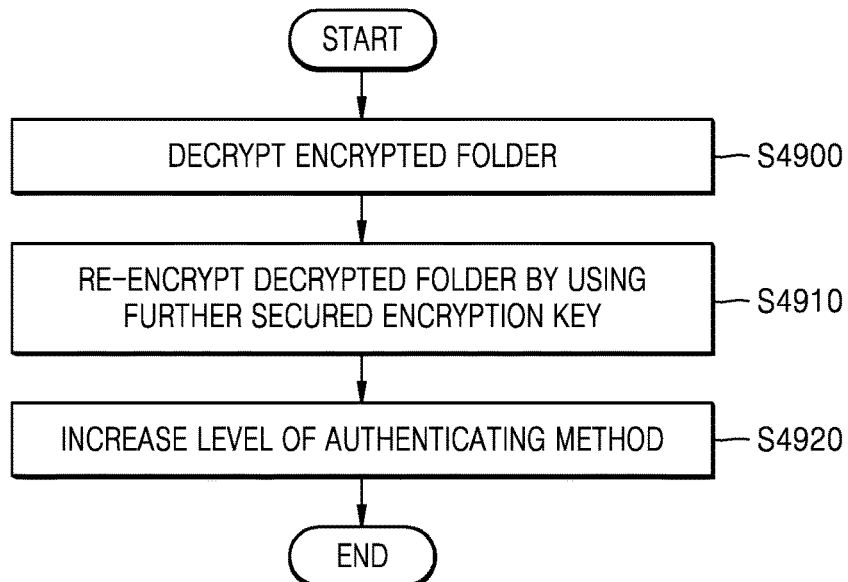 START
DECRYPT ENCRYPTED FOLDER
S4900
RE-ENCRYPT DECRYPTED FOLDER BY USING
FURTHER SECURED ENCRYPTION KEY
S4910
INCREASE LEVEL OF AUTHENTICATING METHOD
S4920
END